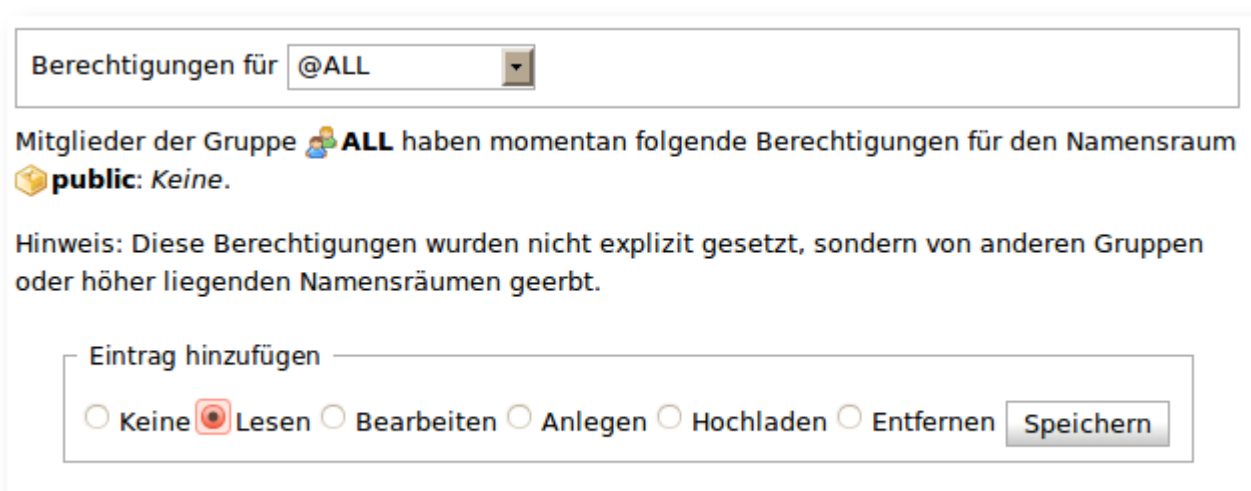 Berechtigungen für @ALL
Mitglieder der Gruppe ALL haben momentan folgende Berechtigungen für den Namensraum
public: Keine.
Hinweis: Diese Berechtigungen wurden nicht explizit gesetzt, sondern von anderen Gruppen
oder höher liegenden Namensräumen geerbt.
Eintrag hinzufügen
Keine Lesen Bearbeiten Anlegen Hochladen Entfernen Speichern